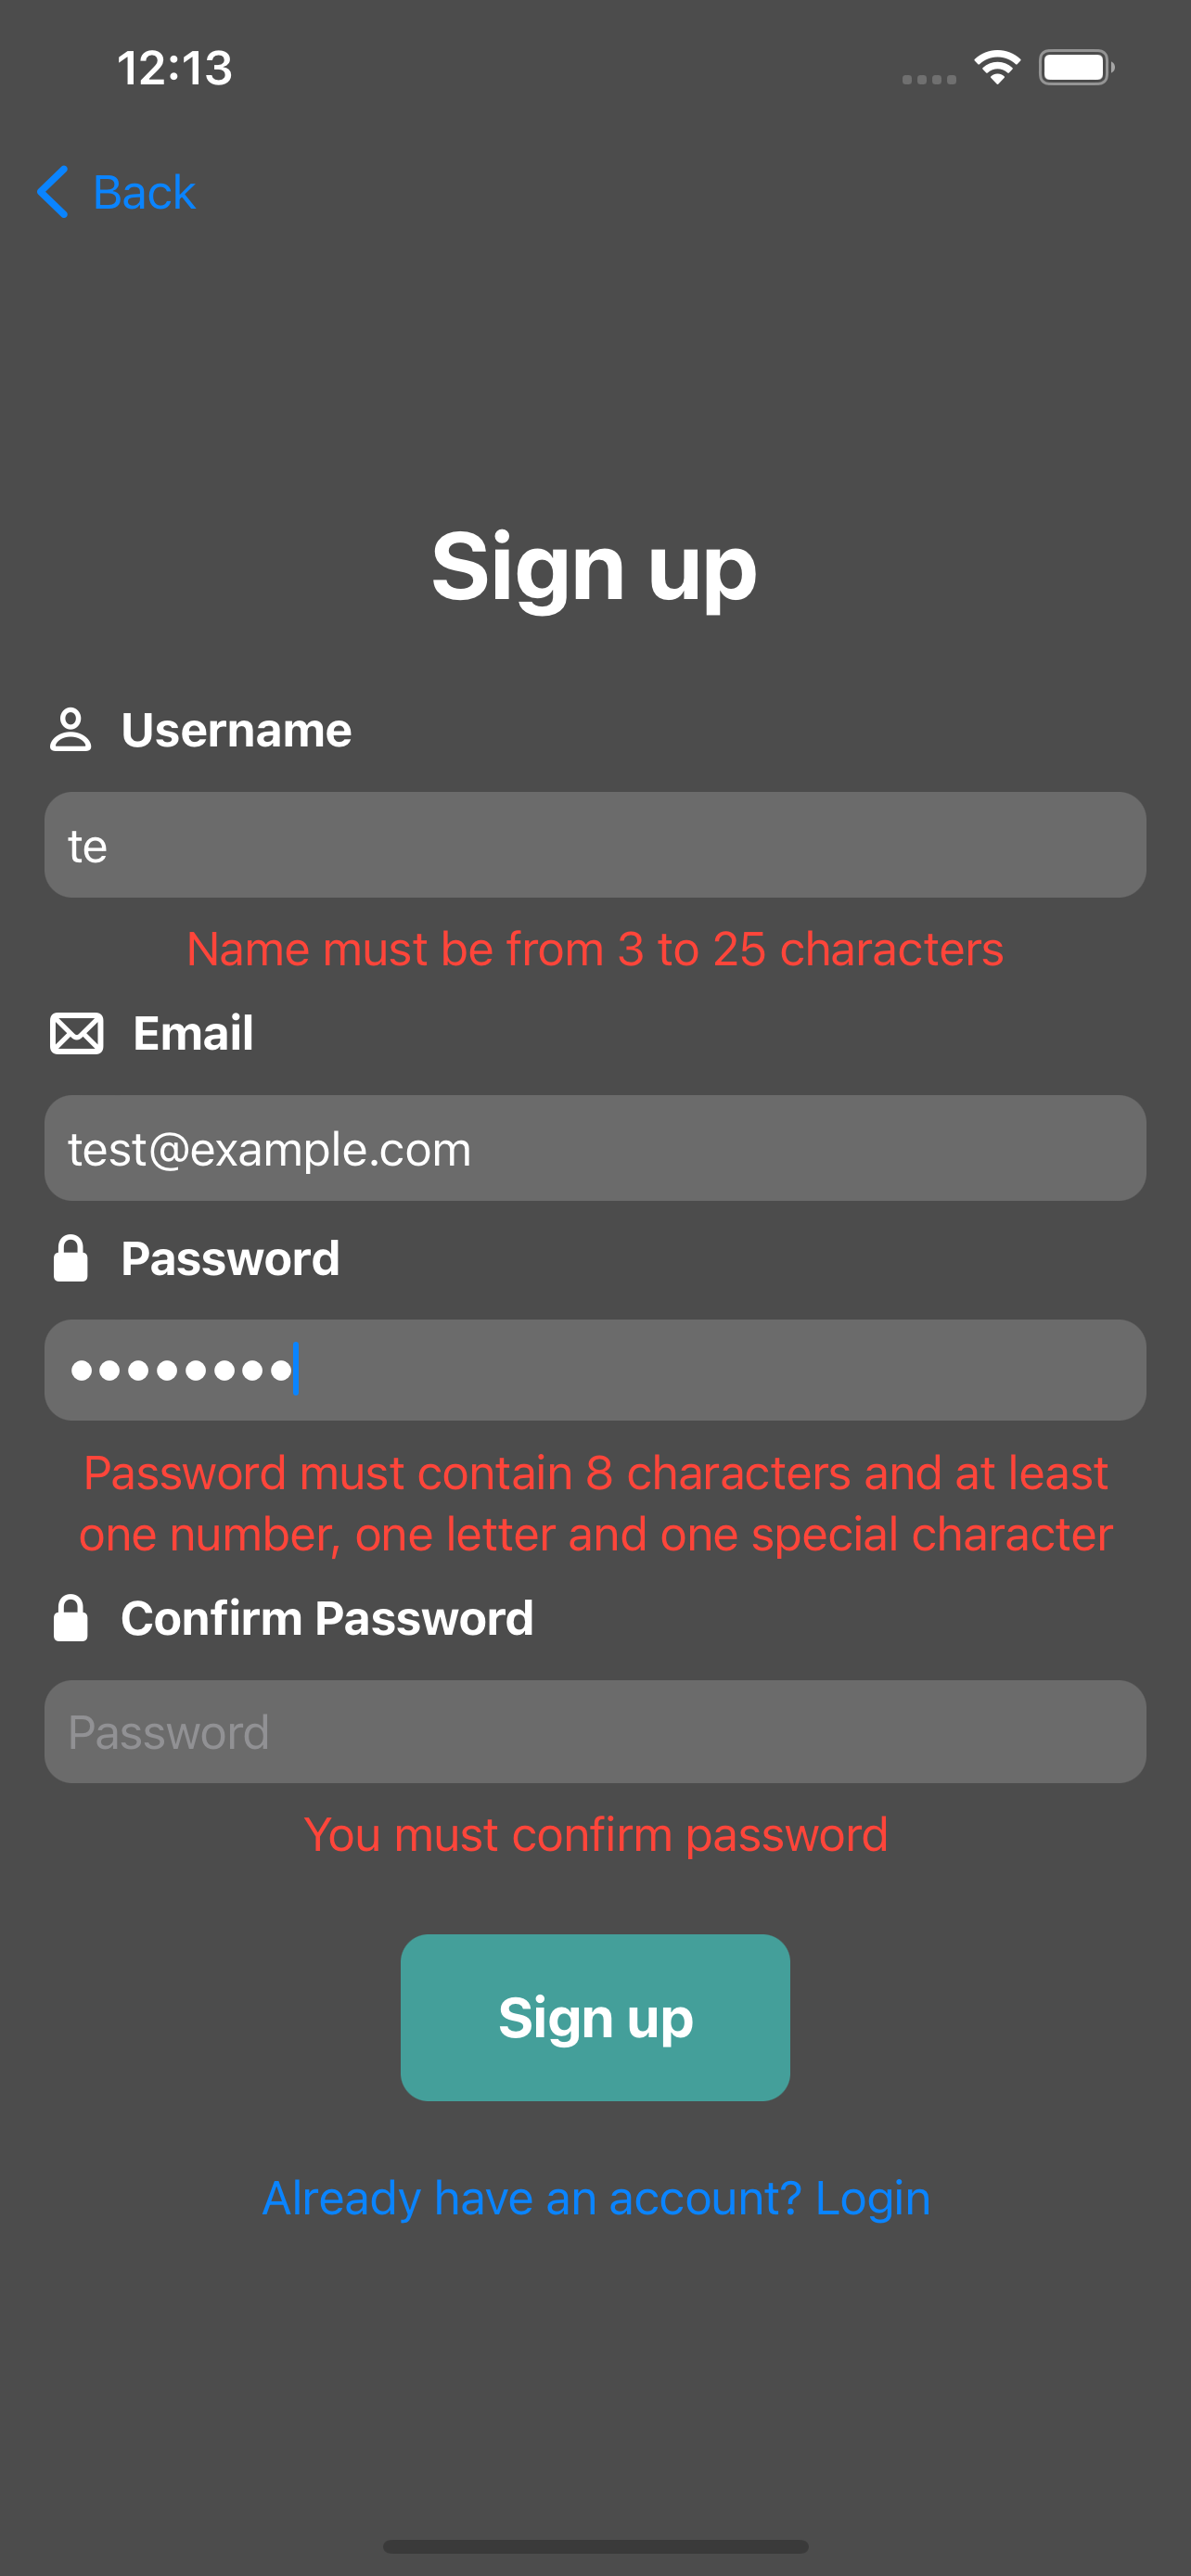 12:13
Back
Sign up
Username
te
Name must be from 3 to 25 characters
Email
test@example.com
Password
••••••••
Password must contain 8 characters and at least
one number, one letter and one special character
Confirm Password
Password
You must confirm password
Sign up
Already have an account? Login